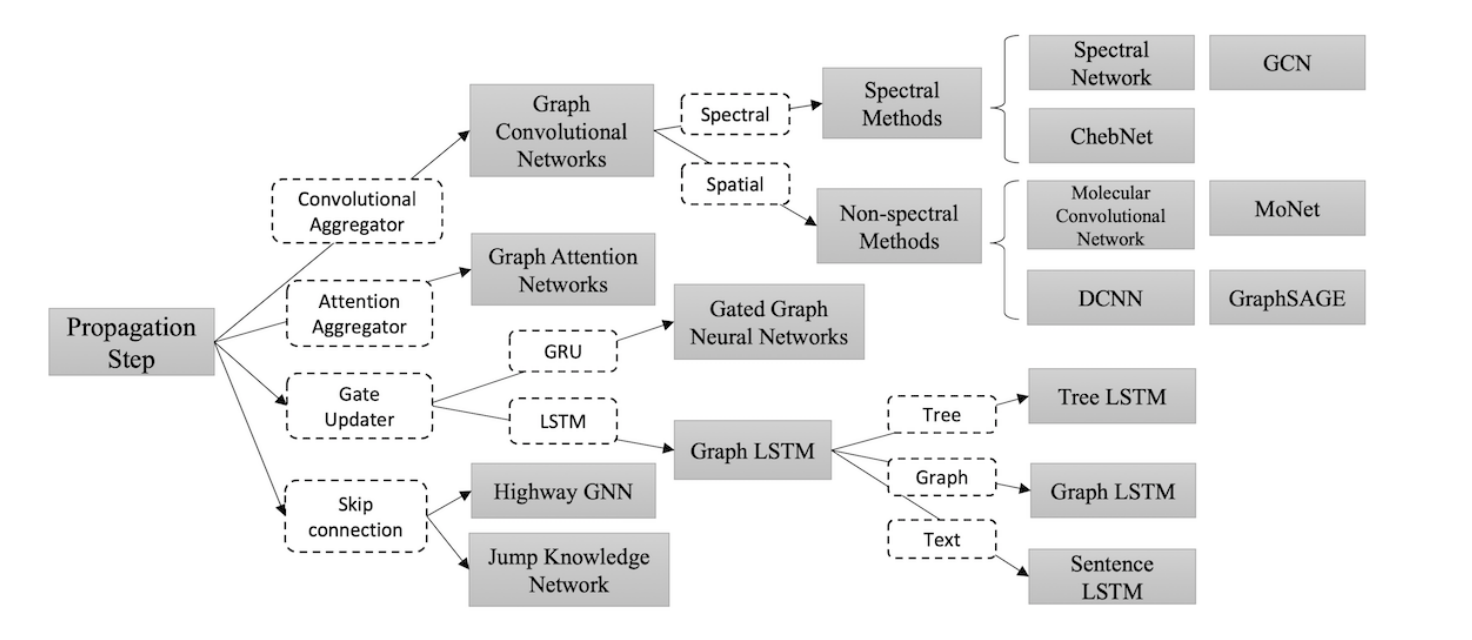 Propagation
Step
Convolutional
Aggregator
Attention
Aggregator
Gate
Updater
Skip
connection
Graph
Convolutional
Networks
Graph Attention
Networks
GRU
LSTM
Highway GNN
Jump Knowledge
Network
Spectral
Spatial
Gated Graph
Neural Networks
Graph LSTM
Spectral
Methods
Non-spectral
Methods
Tree
Graph
Text
Spectral
Network
GCN
ChebNet
Molecular
Convolutional
Network
MoNet
DCNN
GraphSAGE
Tree LSTM
Graph LSTM
Sentence
LSTM